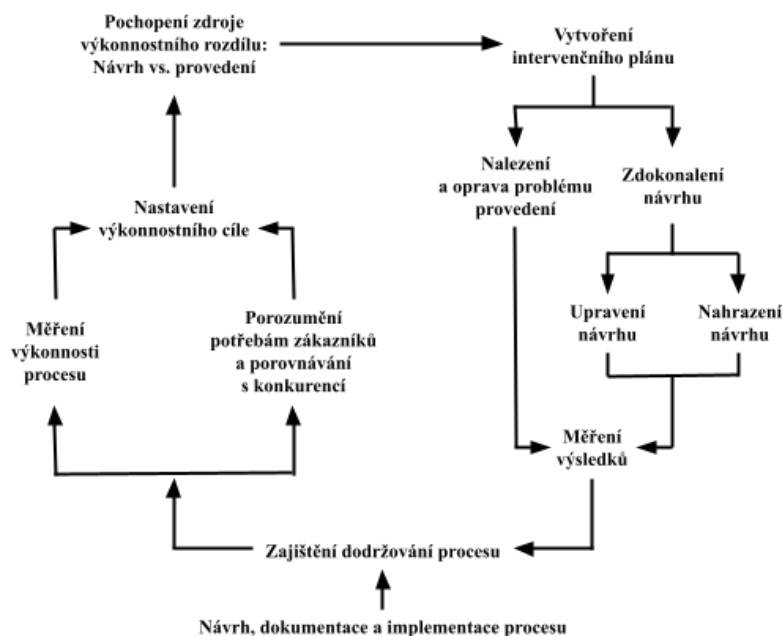 Pochopení zdroje
výkonnostního rozdílu:
Návrh vs. provedení
Vytvoření
intervenčního plánu
Nalezení
a oprava problému
provedení
Zdokonalení
návrhu
Nastavení
výkonnostního cíle
Upravení
návrhu
Nahrazení
návrhu
Měření
výkonnosti
procesu
Porozumění
potřebám zákazníků
a porovnávání
s konkurencí
Měření
výsledků
Zajištění dodržování procesu
Návrh, dokumentace a implementace procesu